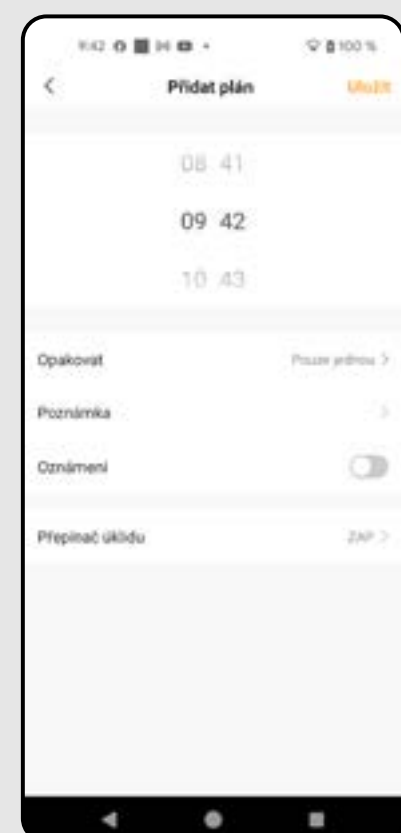 9:42 100 %
Přidat plán Uložit
08 41
09 42
10 43
Opakovat Pouze jednou
Poznámka
Oznámení
Přepínač úklidu ZAP